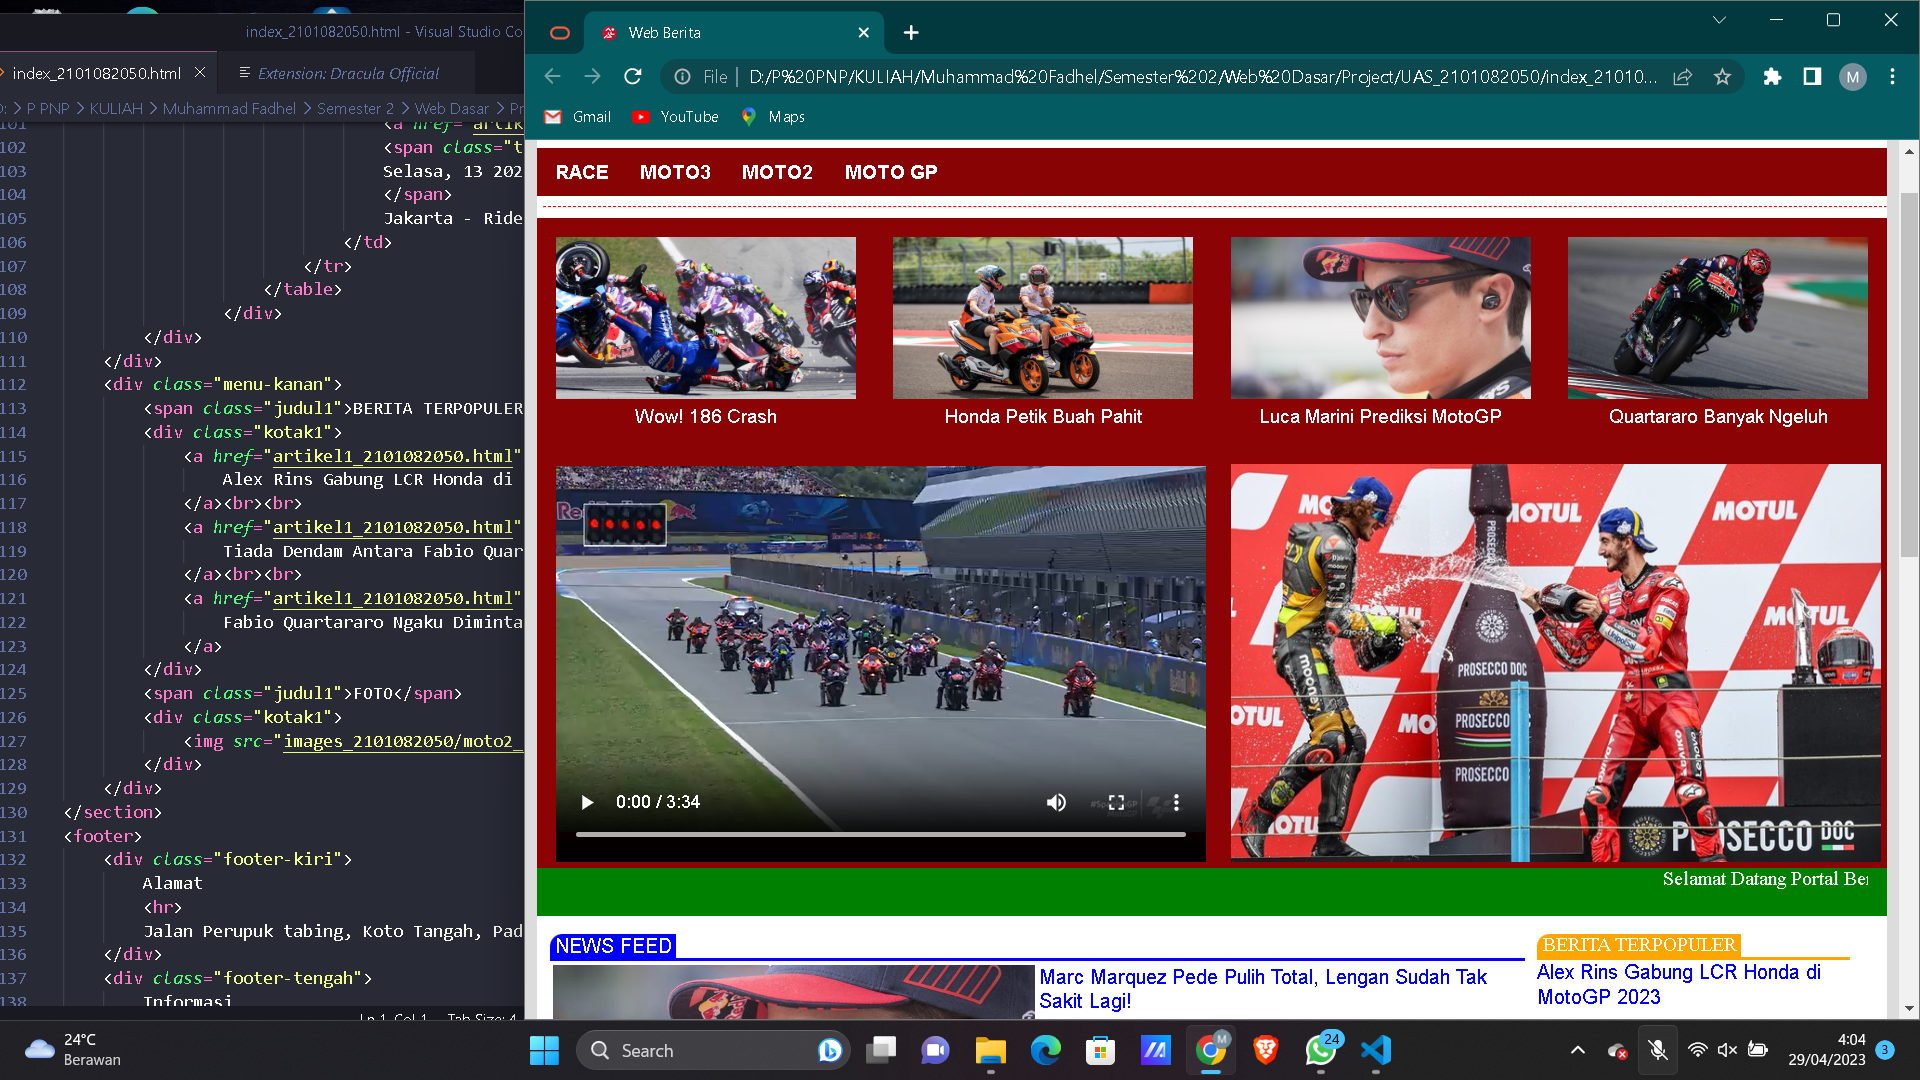 index_2101082050.html - Visual Studio Co
index_2101082050.html
Extension: Dracula Official
P PNP > KULIAH > Muhammad Fadhel > Semester 2 > Web Dasar > Pr
101 <a href="artik
102 <span class="t
103 Selasa, 13 202
104 </span>
105 Jakarta - Ride
106 </td>
107 </tr>
108 </table>
109 </div>
110 </div>
111 </div>
112 <div class="menu-kanan">
113 <span class="judul1">BERITA TERPOPULER
114 <div class="kotak1">
115 <a href="artikel1_2101082050.html"
116 Alex Rins Gabung LCR Honda di
117 </a><br><br>
118 <a href="artikel1_2101082050.html"
119 Tiada Dendam Antara Fabio Quar
120 </a><br><br>
121 <a href="artikel1_2101082050.html"
122 Fabio Quartararo Ngaku Diminta
123 </a>
124 </div>
125 <span class="judul1">FOTO</span>
126 <div class="kotak1">
127 <img src="images_2101082050/moto2_
128 </div>
129 </div>
130 </section>
131 <footer>
132 <div class="footer-kiri">
133 Alamat
134 <hr>
135 Jalan Perupuk tabing, Koto Tangah, Pad
136 </div>
137 <div class="footer-tengah">
138 Informasi
Ln 1, Col 1 Tab Size: 4
Web Berita
File | D:/P%20PNP/KULIAH/Muhammad%20Fadhel/Semester%202/Web%20Dasar/Project/UAS_2101082050/index_21010...
M
Gmail YouTube Maps
RACE MOTO3 MOTO2 MOTO GP
Wow! 186 Crash
Honda Petik Buah Pahit
Luca Marini Prediksi MotoGP
Quartararo Banyak Ngeluh
0:00 / 3:34
MOTUL
MOTUL
MOTUL
PROSECCO DOC
PROSECCO
PROSECCO
PROSECCO DOC
Selamat Datang Portal Ber
NEWS FEED
Marc Marquez Pede Pulih Total, Lengan Sudah Tak
Sakit Lagi!
BERITA TERPOPULER
Alex Rins Gabung LCR Honda di
MotoGP 2023
24°C
Berawan
Search
M
24
4:04
29/04/2023
3